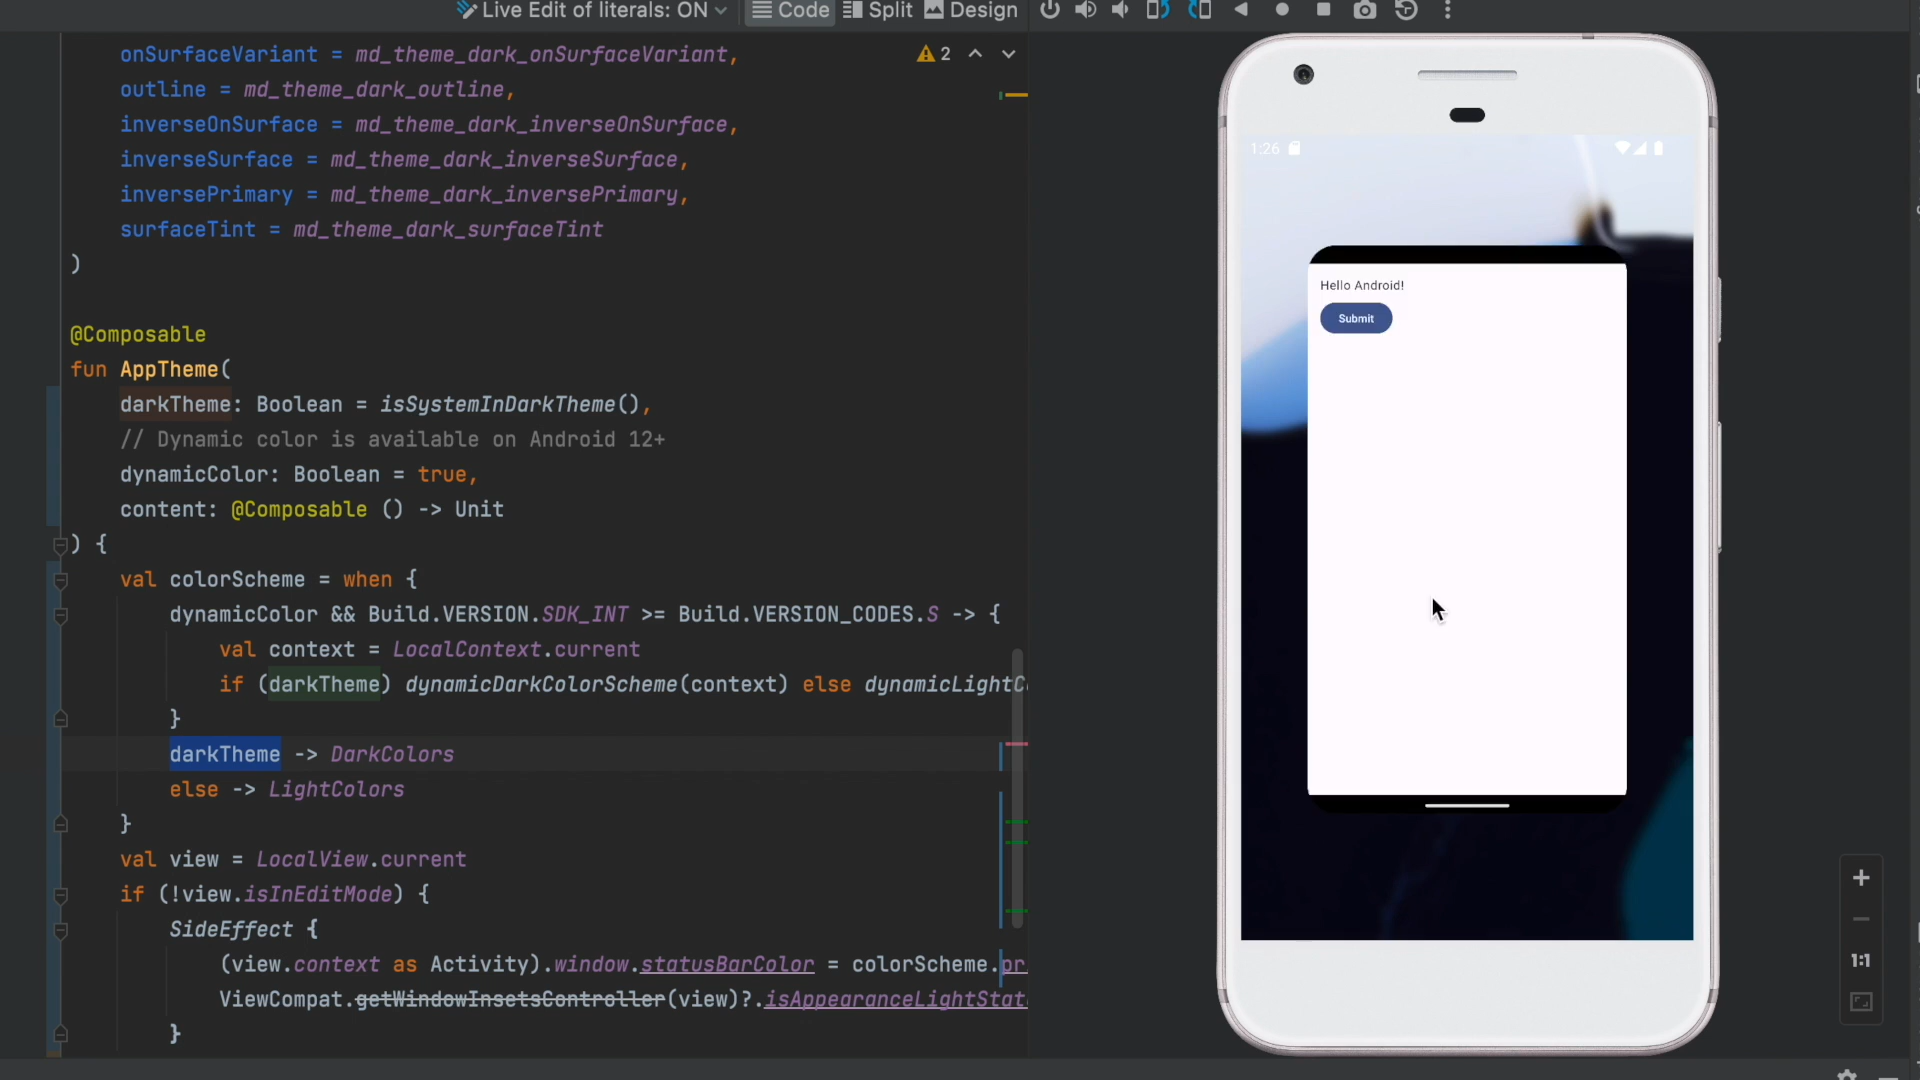 Live Edit of literals: ON
Code Split Design
onSurfaceVariant = md_theme_dark_onSurfaceVariant,
2
outline = md_theme_dark_outline,
inverseOnSurface = md_theme_dark_inverseOnSurface,
inverseSurface = md_theme_dark_inverseSurface,
inversePrimary = md_theme_dark_inversePrimary,
surfaceTint = md_theme_dark_surfaceTint
)
@Composable
fun AppTheme(
darkTheme: Boolean = isSystemInDarkTheme(),
// Dynamic color is available on Android 12+
dynamicColor: Boolean = true,
content: @Composable () -> Unit
) {
val colorScheme = when {
dynamicColor && Build.VERSION.SDK_INT >= Build.VERSION_CODES.S -> {
val context = LocalContext.current
if (darkTheme) dynamicDarkColorScheme(context) else dynamicLightC
}
darkTheme -> DarkColors
else -> LightColors
}
val view = LocalView.current
if (!view.isInEditMode) {
SideEffect {
(view.context as Activity).window.statusBarColor = colorScheme.pr
ViewCompat.getWindowInsetsController(view)?.isAppearanceLightStat
}
1:26
Hello Android!
Submit
1:1